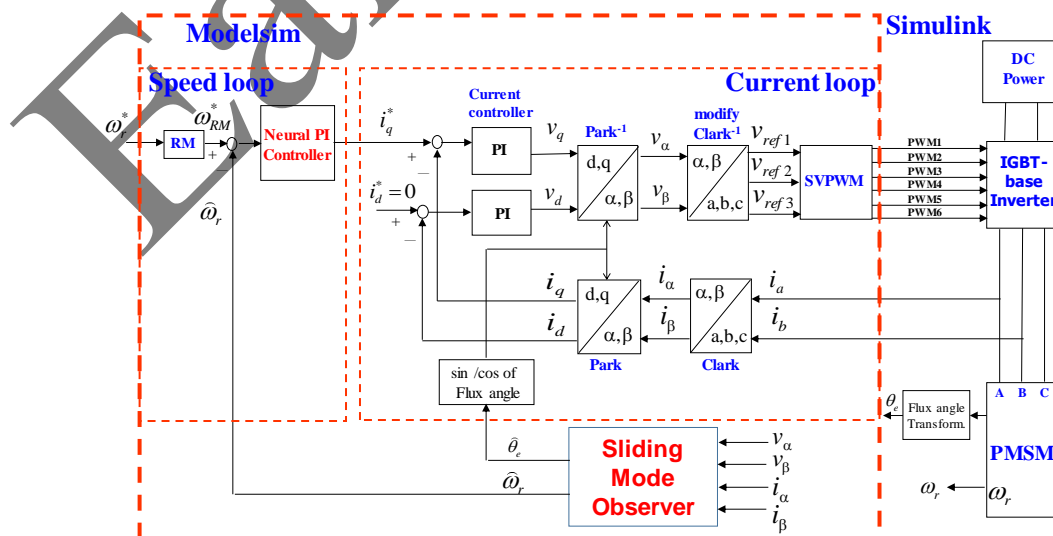 Modelsim
Simulink
Speed loop
Current loop
DC
Power
ω*r
RM
ω*RM
+
−
Neural PI
Controller
ω̂r
i*q
+
−
i*d=0
+
−
Current
controller
PI
PI
vq
vd
Park-1
d,q
α,β
vα
vβ
modify
Clark-1
α,β
a,b,c
vref 1
vref 2
vref 3
SVPWM
PWM1
PWM2
PWM3
PWM4
PWM5
PWM6
IGBT-
base
Inverter
iq
id
d,q
α,β
Park
iα
iβ
α,β
a,b,c
Clark
ia
ib
sin /cos of
Flux angle
θ̂e
ω̂r
Sliding
Mode
Observer
vα
vβ
iα
iβ
θe
Flux angle
Transform.
A B C
PMSM
ωr
ωr